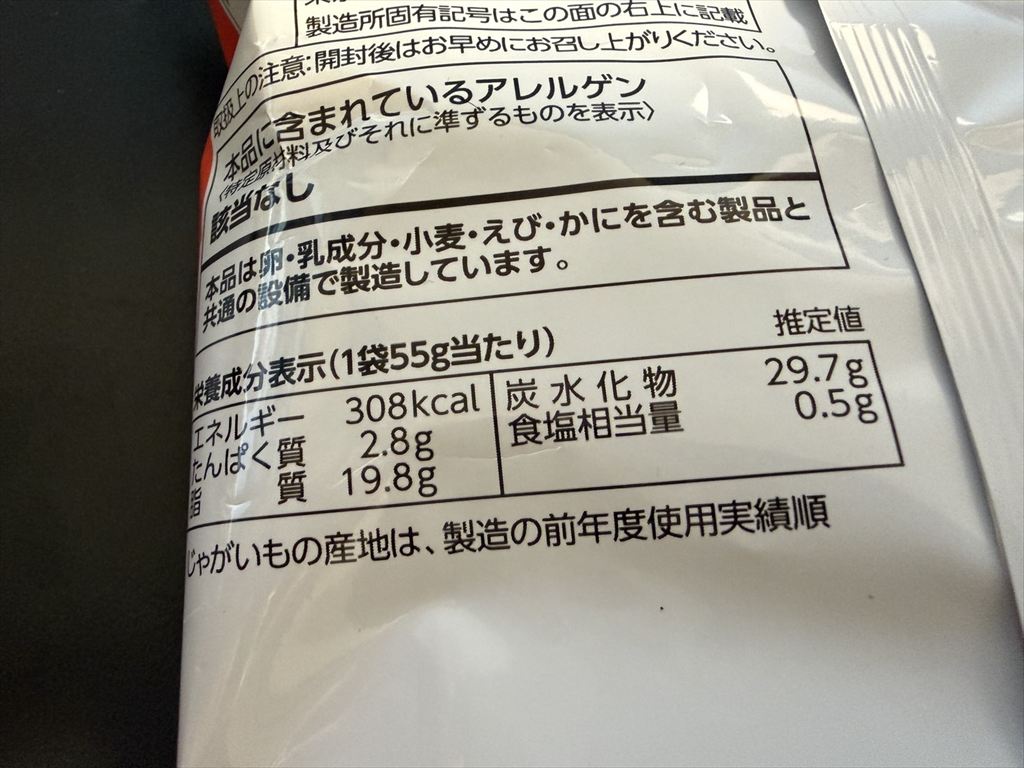 製造所固有記号はこの面の右上に記載
取扱上の注意:開封後はお早めにお召し上がりください。
本品に含まれているアレルゲン
〈特定原材料及びそれに準ずるものを表示〉
該当なし
本品は卵・乳成分・小麦・えび・かにを含む製品と
共通の設備で製造しています。
栄養成分表示(1袋55g当たり)
推定値
エネルギー 308kcal
たんぱく質 2.8g
脂質 19.8g
炭水化物 29.7g
食塩相当量 0.5g
じゃがいもの産地は、製造の前年度使用実績順